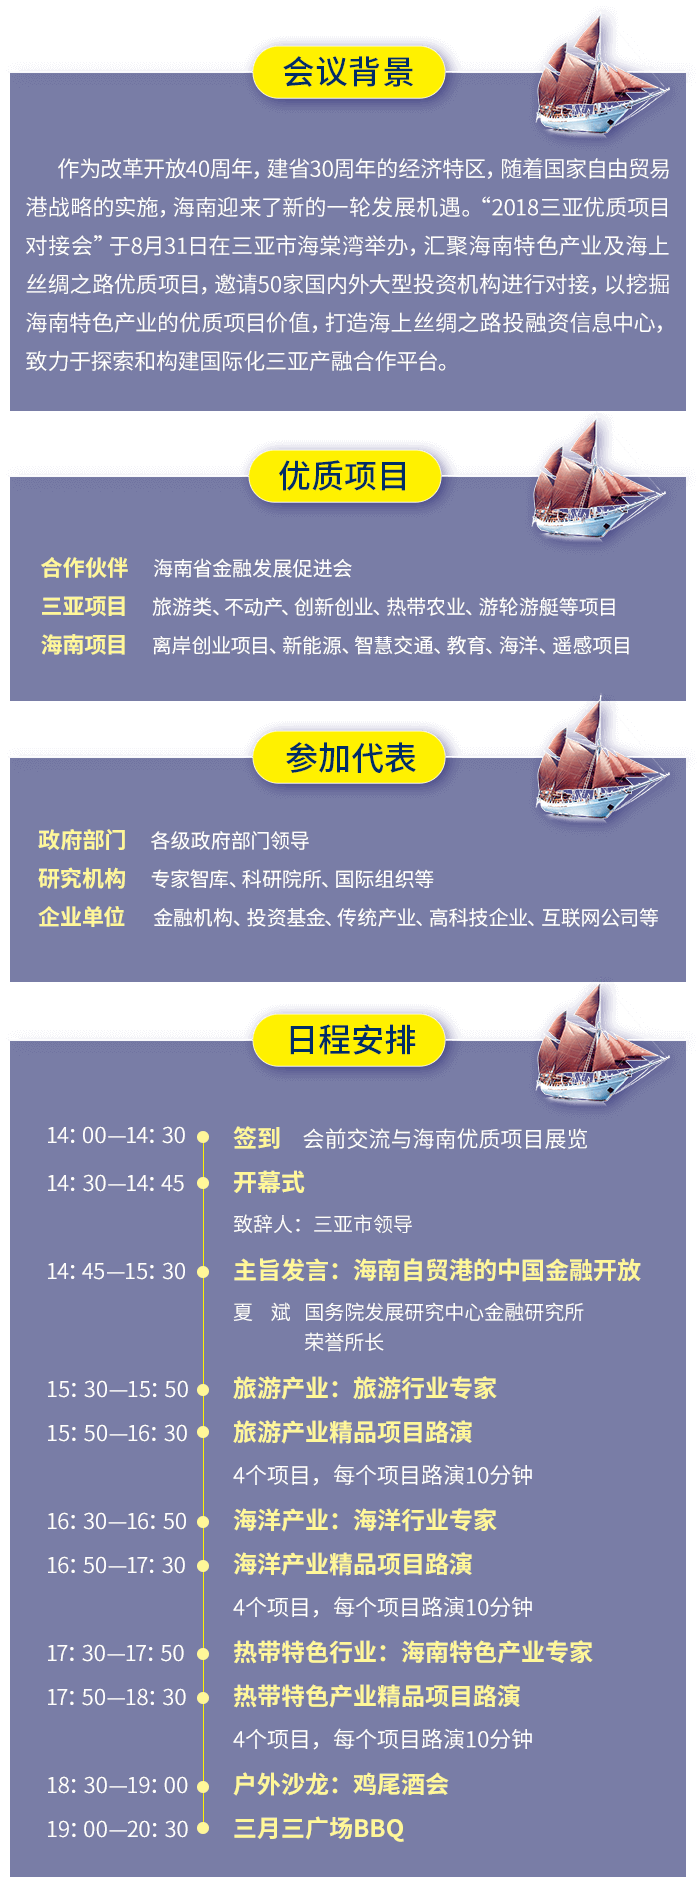 会议背景
作为改革开放40周年，建省30周年的经济特区，随着国家自由贸易
港战略的实施，海南迎来了新的一轮发展机遇。“2018三亚优质项目
对接会”于8月31日在三亚市海棠湾举办，汇聚海南特色产业及海上
丝绸之路优质项目，邀请50家国内外大型投资机构进行对接，以挖掘
海南特色产业的优质项目价值，打造海上丝绸之路投融资信息中心，
致力于探索和构建国际化三亚产融合作平台。
优质项目
合作伙伴 海南省金融发展促进会
三亚项目 旅游类、不动产、创新创业、热带农业、游轮游艇等项目
海南项目 离岸创业项目、新能源、智慧交通、教育、海洋、遥感项目
参加代表
政府部门 各级政府部门领导
研究机构 专家智库、科研院所、国际组织等
企业单位 金融机构、投资基金、传统产业、高科技企业、互联网公司等
日程安排
14：00—14：30 签到 会前交流与海南优质项目展览
14：30—14：45 开幕式
致辞人：三亚市领导
14：45—15：30 主旨发言：海南自贸港的中国金融开放
夏 斌 国务院发展研究中心金融研究所
荣誉所长
15：30—15：50 旅游产业：旅游行业专家
15：50—16：30 旅游产业精品项目路演
4个项目，每个项目路演10分钟
16：30—16：50 海洋产业：海洋行业专家
16：50—17：30 海洋产业精品项目路演
4个项目，每个项目路演10分钟
17：30—17：50 热带特色行业：海南特色产业专家
17：50—18：30 热带特色产业精品项目路演
4个项目，每个项目路演10分钟
18：30—19：00 户外沙龙：鸡尾酒会
19：00—20：30 三月三广场BBQ